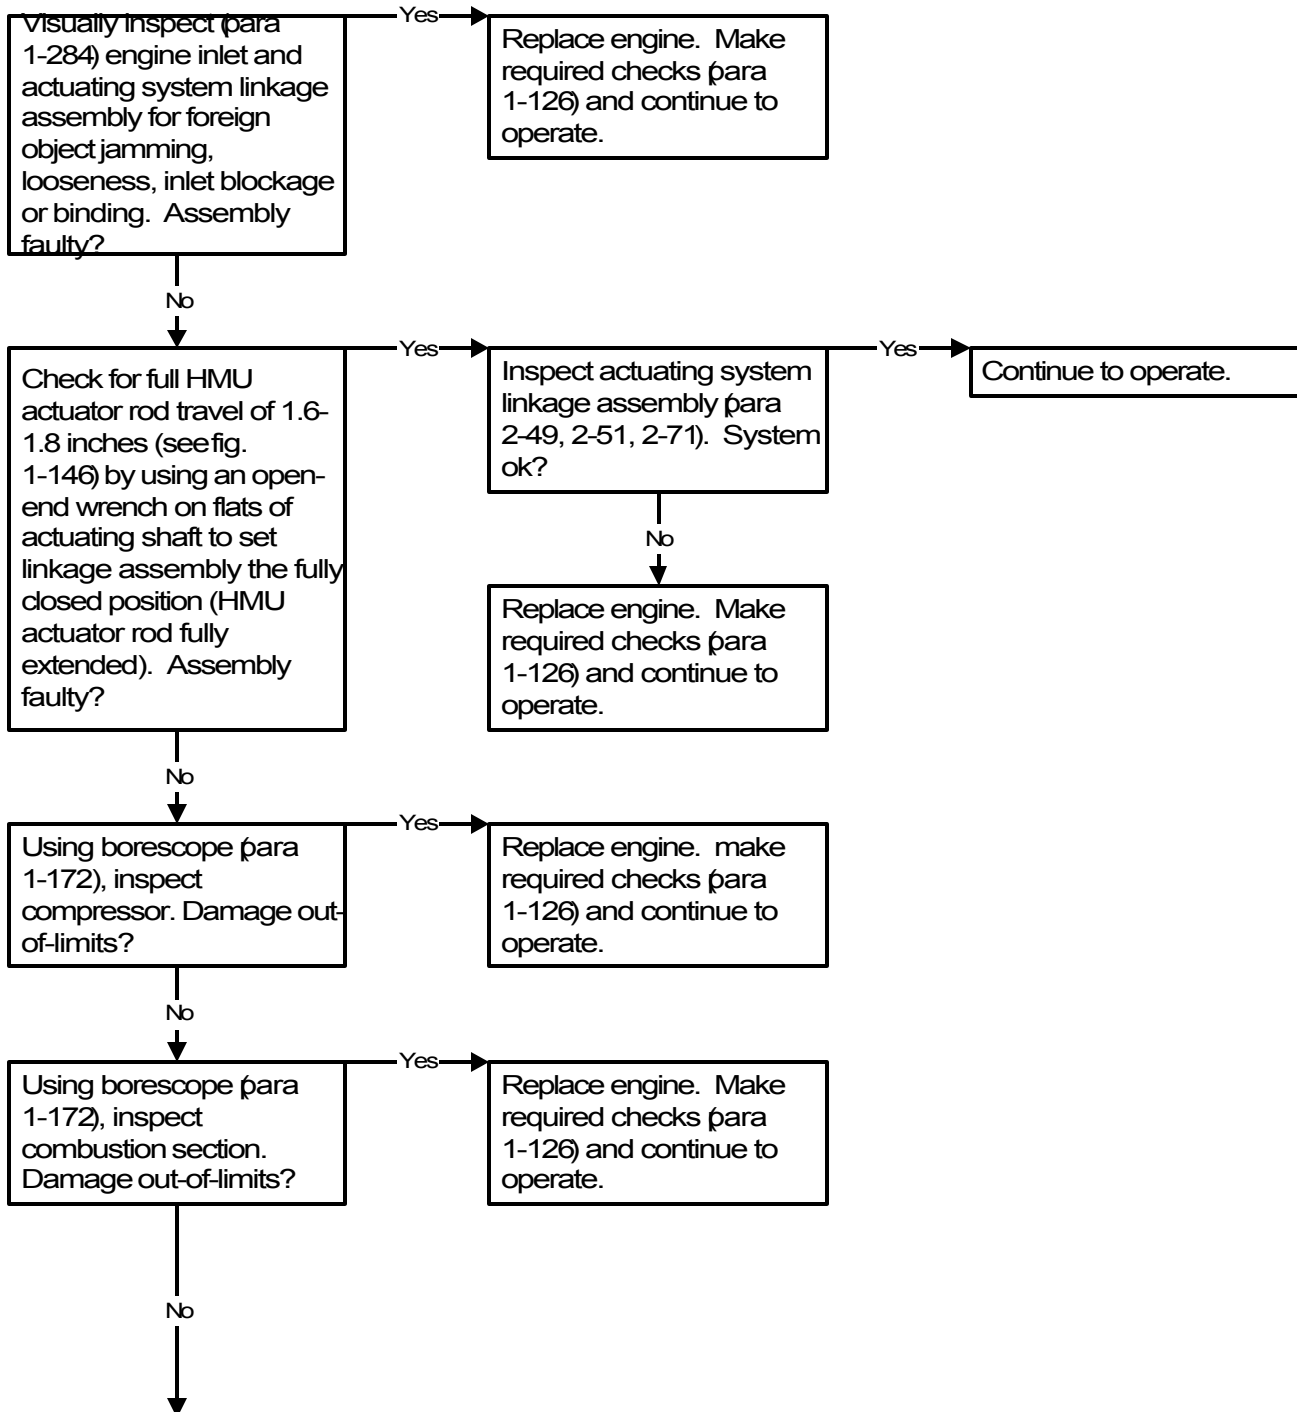 Visually inspect (para
1-284) engine inlet and
actuating system linkage
assembly for foreign
object jamming,
looseness, inlet blockage
or binding. Assembly
faulty?
Yes
Replace engine. Make
required checks (para
1-126) and continue to
operate.
No
Check for full HMU
actuator rod travel of 1.6-
1.8 inches (see fig.
1-146) by using an open-
end wrench on flats of
actuating shaft to set
linkage assembly the fully
closed position (HMU
actuator rod fully
extended). Assembly
faulty?
Yes
Inspect actuating system
linkage assembly (para
2-49, 2-51, 2-71). System
ok?
Yes
Continue to operate.
No
Replace engine. Make
required checks (para
1-126) and continue to
operate.
No
Using borescope (para
1-172), inspect
compressor. Damage out-
of-limits?
Yes
Replace engine. make
required checks (para
1-126) and continue to
operate.
No
Using borescope (para
1-172), inspect
combustion section.
Damage out-of-limits?
Yes
Replace engine. Make
required checks (para
1-126) and continue to
operate.
No